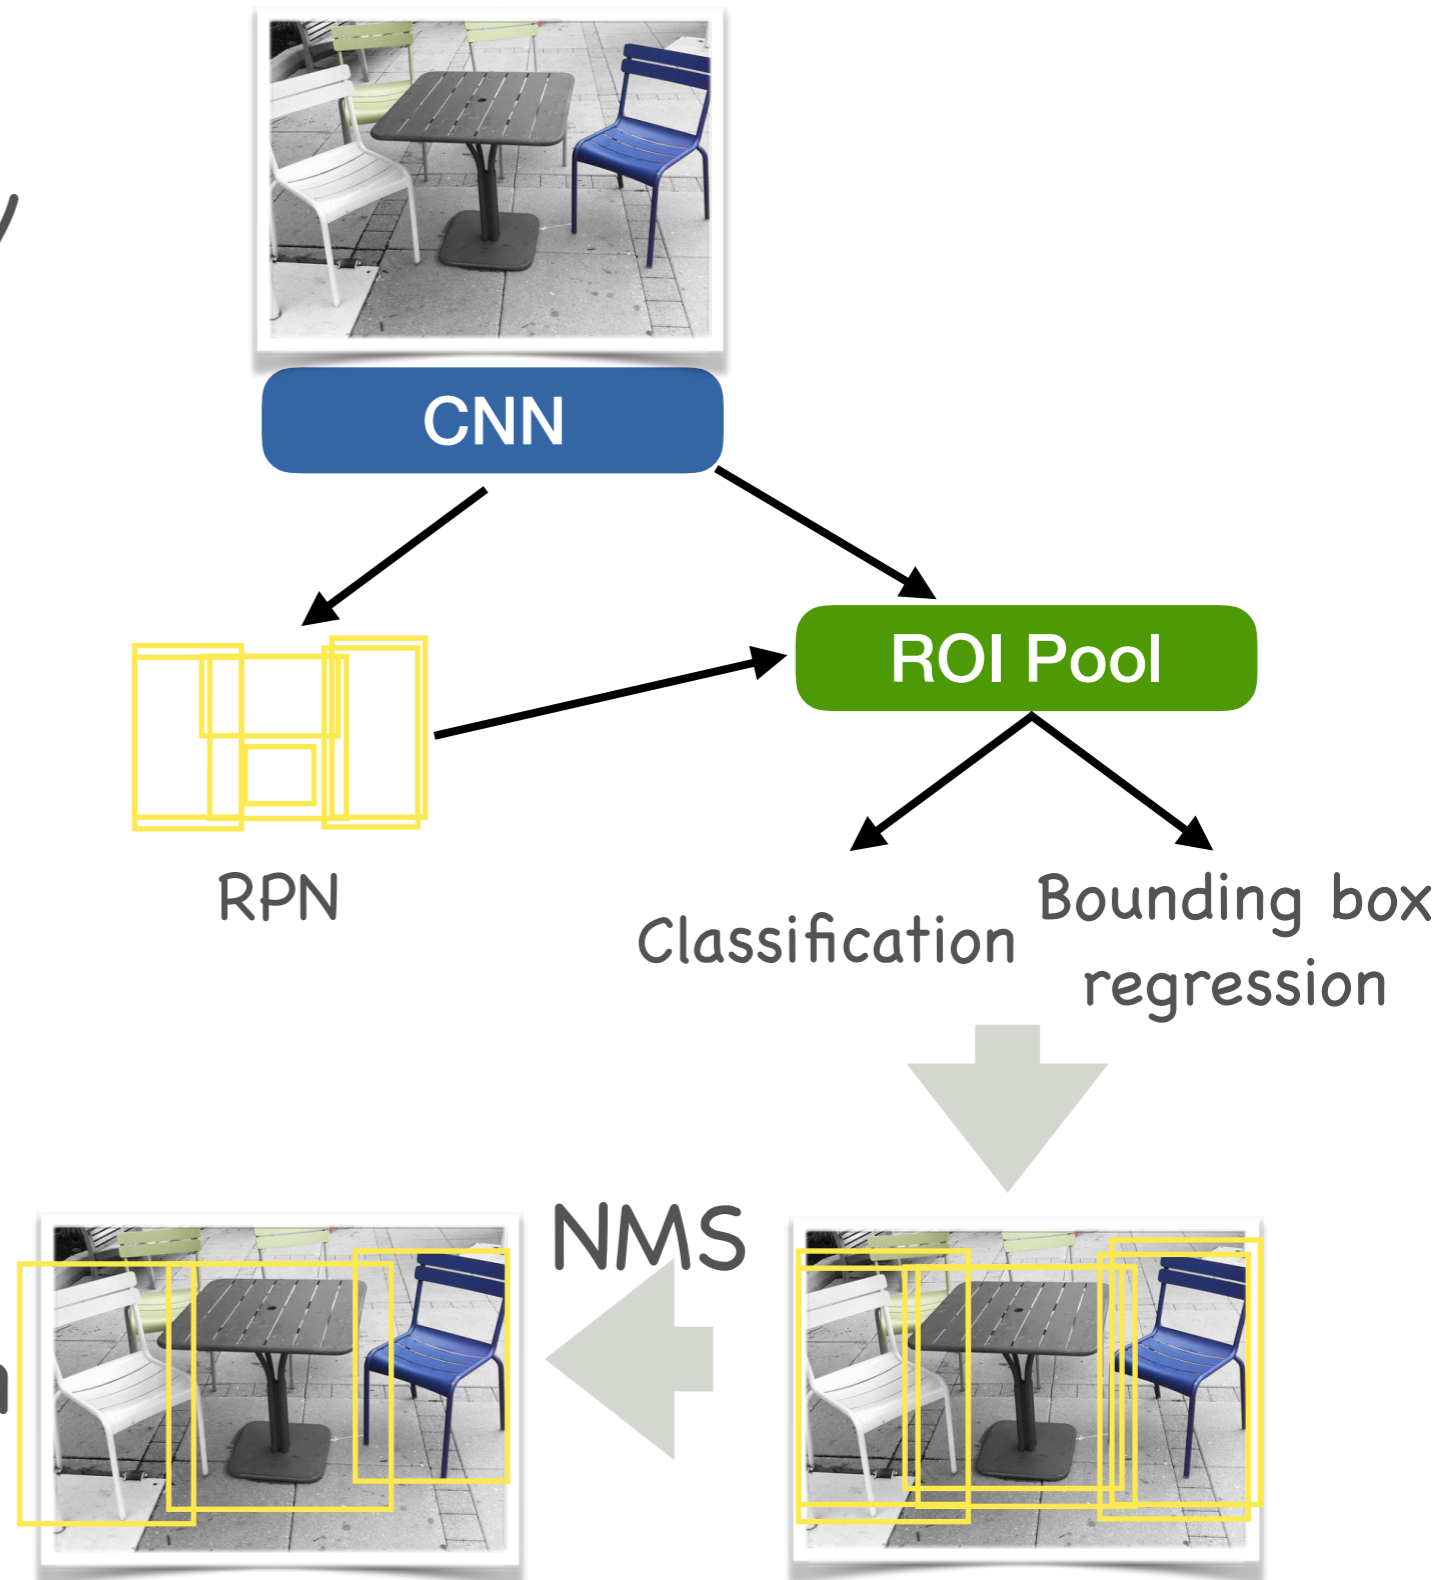 CNN
ROI Pool
RPN
Classification
Bounding box
regression
NMS